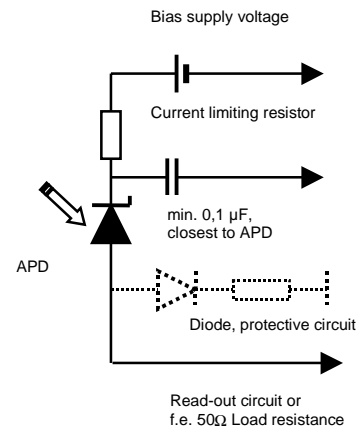 Bias supply voltage
Current limiting resistor
min. 0,1 µF,
closest to APD
APD
Diode, protective circuit
Read-out circuit or
f.e. 50Ω Load resistance